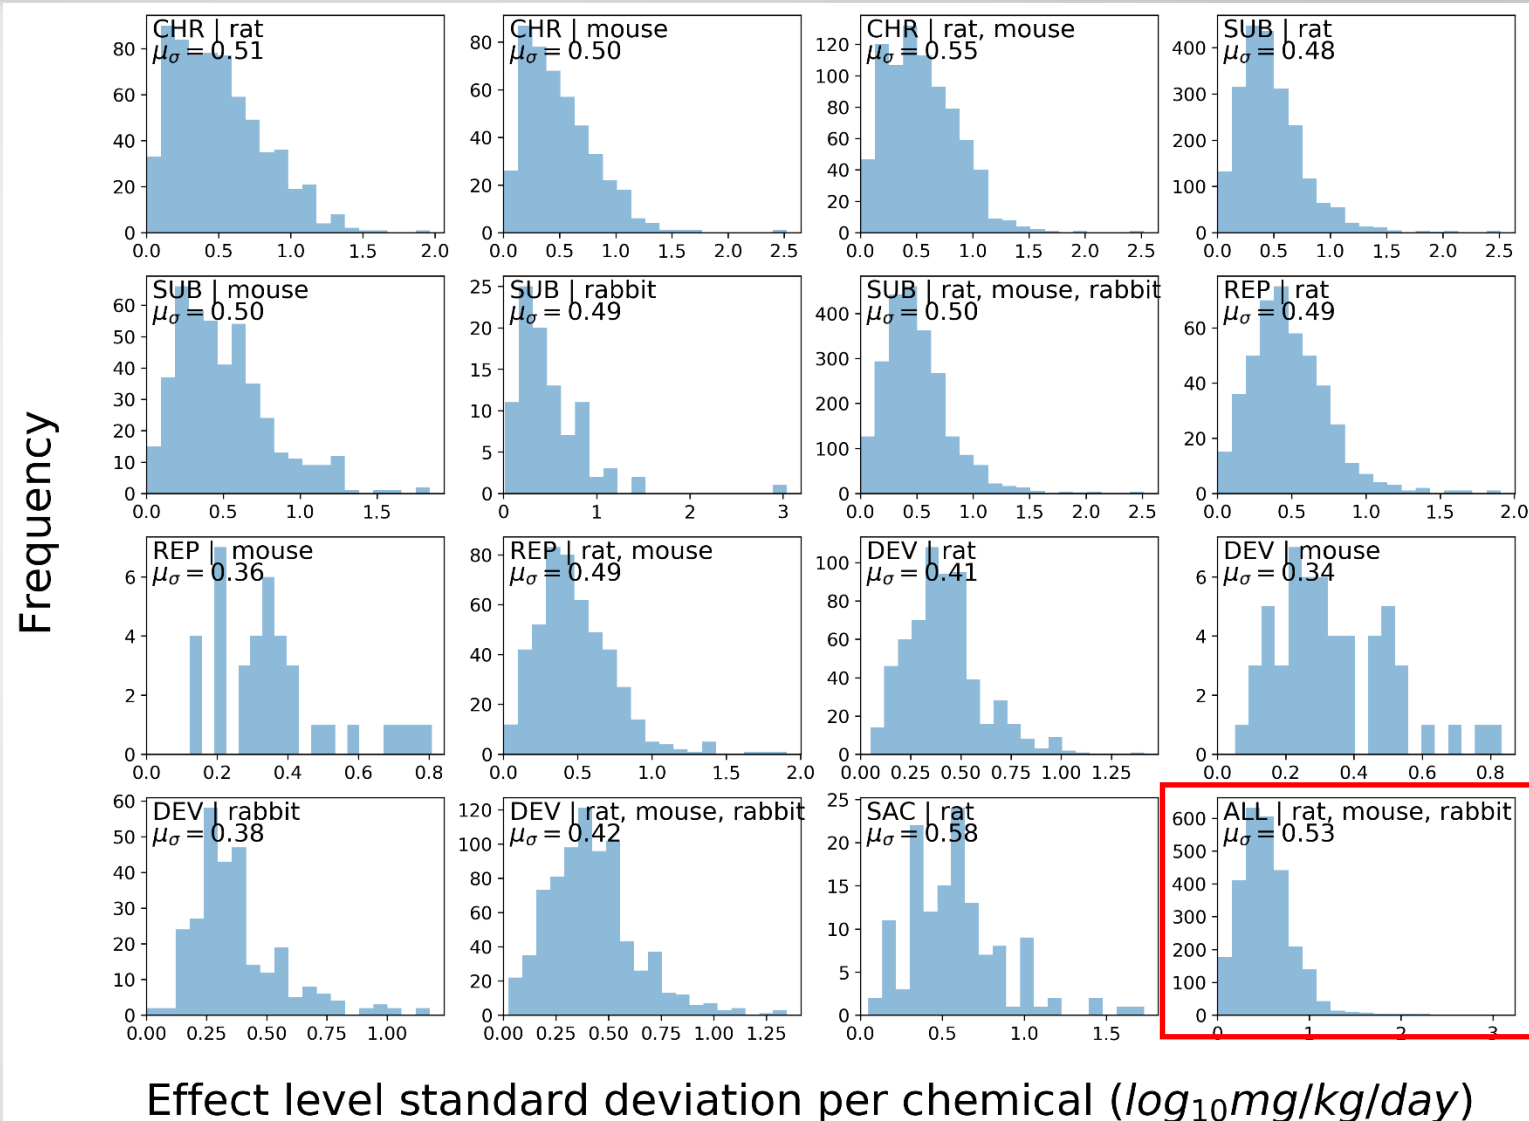 Frequency
CHR | rat
μσ = 0.51
0
20
40
60
80
0.0 0.5 1.0 1.5 2.0
CHR | mouse
μσ = 0.50
0
20
40
60
80
0.0 0.5 1.0 1.5 2.0 2.5
CHR | rat, mouse
μσ = 0.55
0
20
40
60
80
100
120
0.0 0.5 1.0 1.5 2.0 2.5
SUB | rat
μσ = 0.48
0
100
200
300
400
0.0 0.5 1.0 1.5 2.0 2.5
SUB | mouse
μσ = 0.50
0
10
20
30
40
50
60
0.0 0.5 1.0 1.5
SUB | rabbit
μσ = 0.49
0
5
10
15
20
25
0 1 2 3
SUB | rat, mouse, rabbit
μσ = 0.50
0
100
200
300
400
0.0 0.5 1.0 1.5 2.0 2.5
REP | rat
μσ = 0.49
0
20
40
60
0.0 0.5 1.0 1.5 2.0
REP | mouse
μσ = 0.36
0
2
4
6
0.0 0.2 0.4 0.6 0.8
REP | rat, mouse
μσ = 0.49
0
20
40
60
80
0.0 0.5 1.0 1.5 2.0
DEV | rat
μσ = 0.41
0
20
40
60
80
100
0.00 0.25 0.50 0.75 1.00 1.25
DEV | mouse
μσ = 0.34
0
2
4
6
0.0 0.2 0.4 0.6 0.8
DEV | rabbit
μσ = 0.38
0
10
20
30
40
50
60
0.00 0.25 0.50 0.75 1.00
DEV | rat, mouse, rabbit
μσ = 0.42
0
20
40
60
80
100
120
0.00 0.25 0.50 0.75 1.00 1.25
SAC | rat
μσ = 0.58
0
5
10
15
20
25
0.0 0.5 1.0 1.5
ALL | rat, mouse, rabbit
μσ = 0.53
0
100
200
300
400
500
600
0 1 2 3
Effect level standard deviation per chemical (log₁₀mg/kg/day)